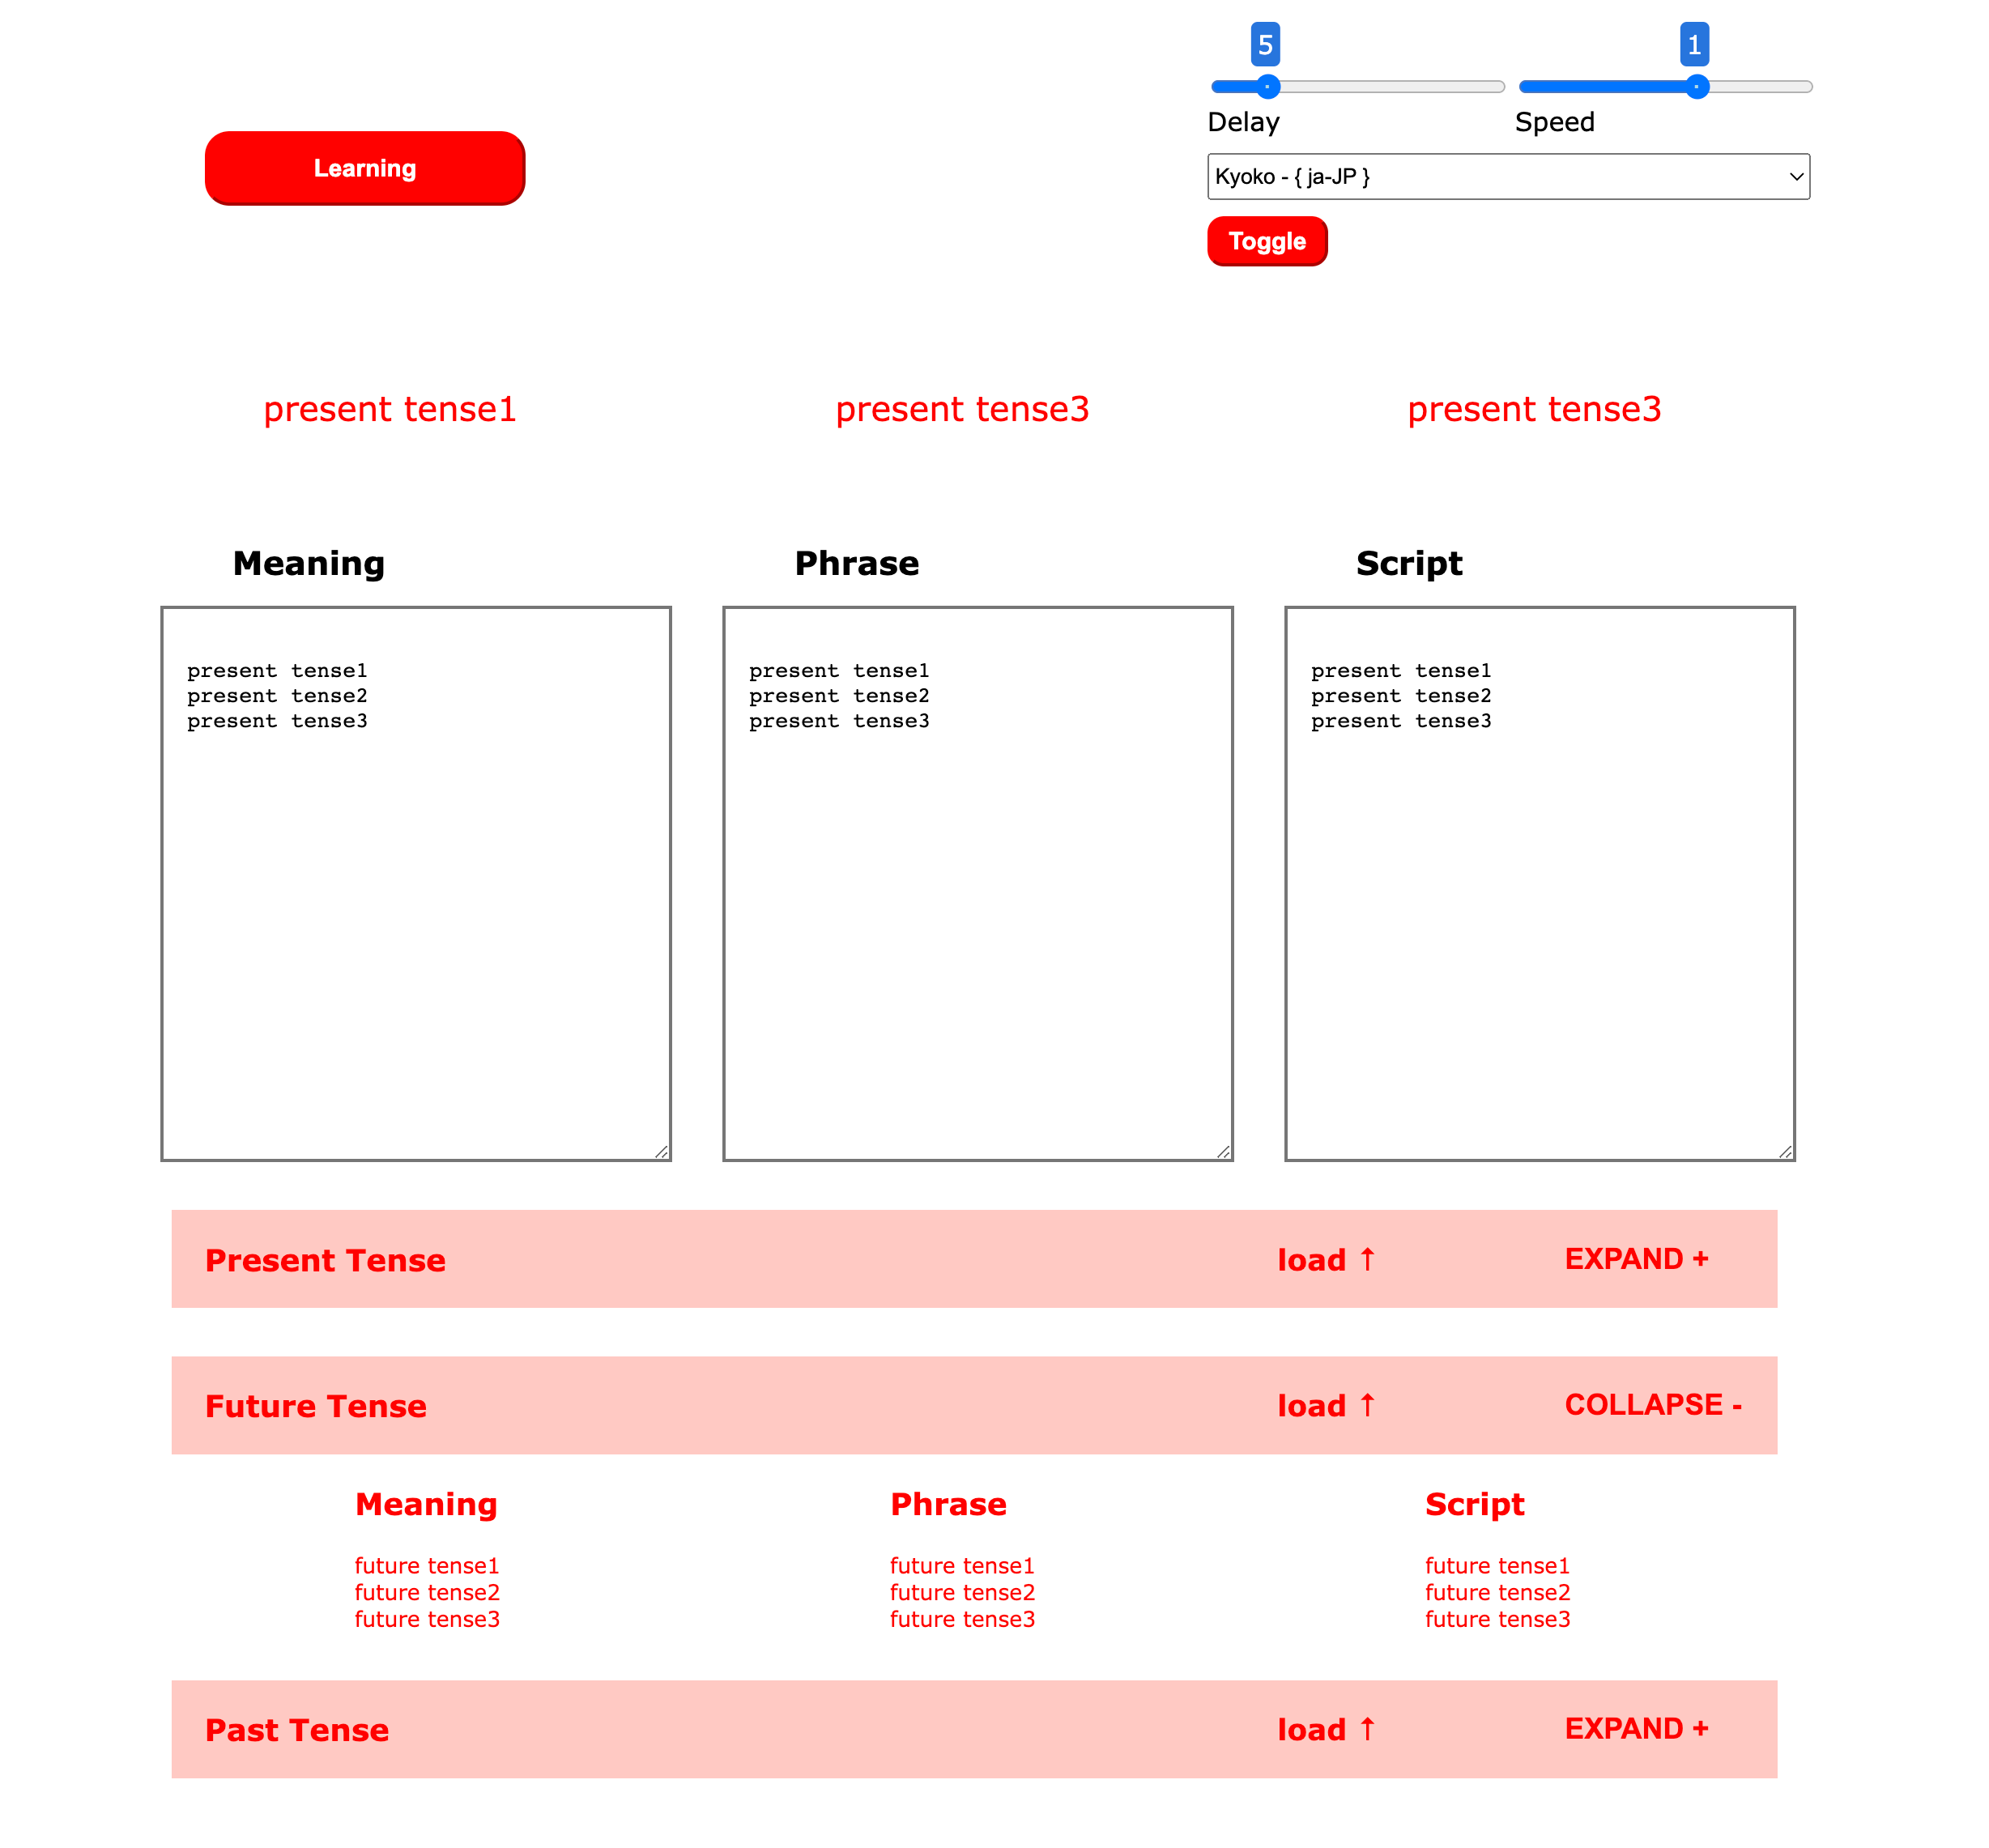 5
1
Delay
Speed
Learning
Kyoko - { ja-JP }
Toggle
present tense1
present tense3
present tense3
Meaning
Phrase
Script
present tense1
present tense2
present tense3
present tense1
present tense2
present tense3
present tense1
present tense2
present tense3
Present Tense
load ↑
EXPAND +
Future Tense
load ↑
COLLAPSE -
Meaning
future tense1
future tense2
future tense3
Phrase
future tense1
future tense2
future tense3
Script
future tense1
future tense2
future tense3
Past Tense
load ↑
EXPAND +